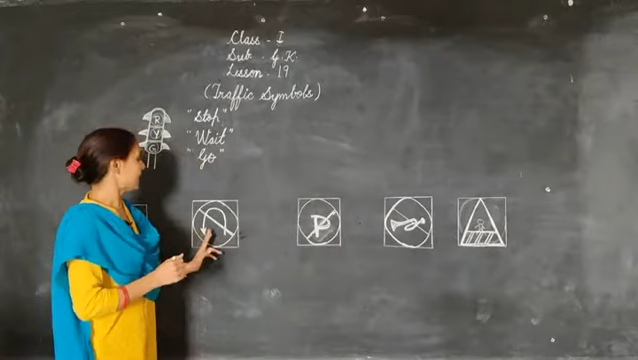 Class - I
Sub. G.K.
Lesson - 19
(Traffic Symbols)
R "Stop"
Y "Wait"
G "Go"
P